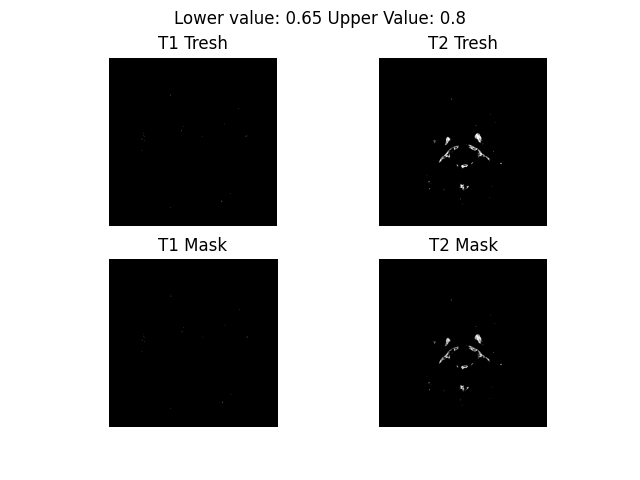 Lower value: 0.65 Upper Value: 0.8
T1 Tresh
T2 Tresh
T1 Mask
T2 Mask